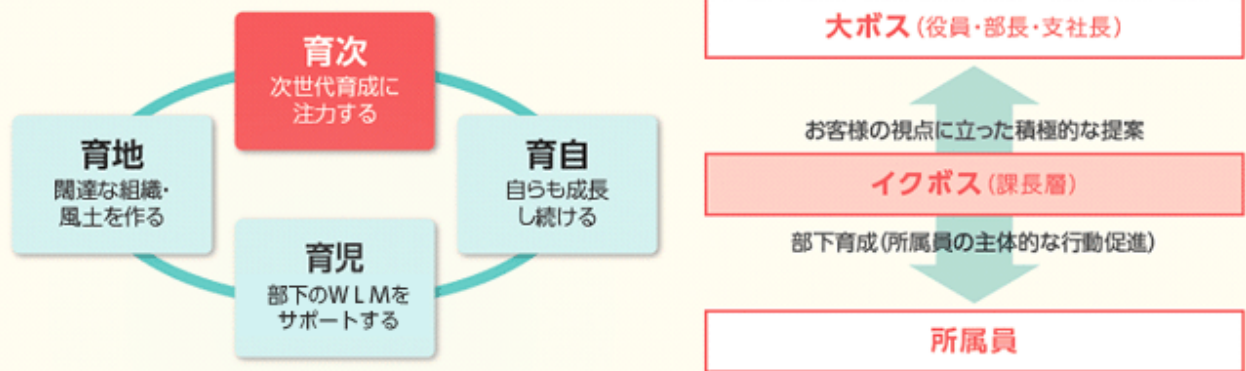 育次
次世代育成に
注力する
育地
闊達な組織・
風土を作る
育自
自らも成長
し続ける
育児
部下のWLMを
サポートする
大ボス(役員・部長・支社長)
お客様の視点に立った積極的な提案
イクボス(課長層)
部下育成(所属員の主体的な行動促進)
所属員